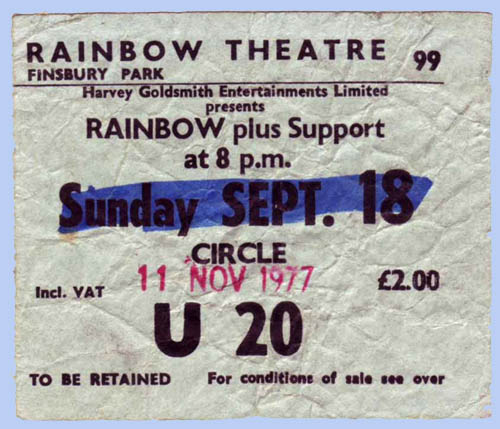 RAINBOW THEATRE 99
FINSBURY PARK
Harvey Goldsmith Entertainments Limited
presents
RAINBOW plus Support
at 8 p.m.
Sunday SEPT. 18
CIRCLE
11 NOV 1977
Incl. VAT £2.00
U 20
TO BE RETAINED For conditions of sale see over